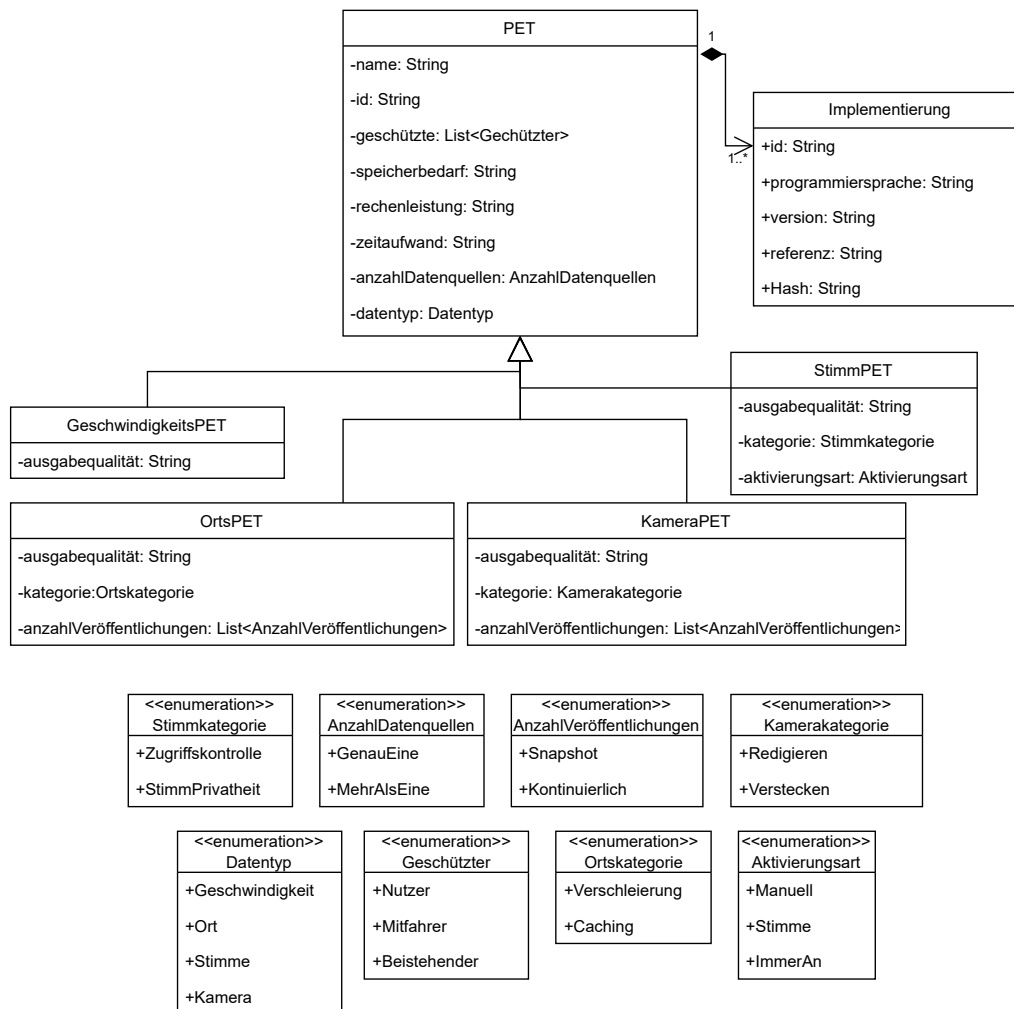 PET
-name: String
-id: String
-geschützte: List<Gechützter>
-speicherbedarf: String
-rechenleistung: String
-zeitaufwand: String
-anzahlDatenquellen: AnzahlDatenquellen
-datentyp: Datentyp
1
1..*
Implementierung
+id: String
+programmiersprache: String
+version: String
+referenz: String
+Hash: String
GeschwindigkeitsPET
-ausgabequalität: String
StimmPET
-ausgabequalität: String
-kategorie: Stimmkategorie
-aktivierungsart: Aktivierungsart
OrtsPET
-ausgabequalität: String
-kategorie:Ortskategorie
-anzahlVeröffentlichungen: List<AnzahlVeröffentlichungen>
KameraPET
-ausgabequalität: String
-kategorie: Kamerakategorie
-anzahlVeröffentlichungen: List<AnzahlVeröffentlichungen>
<<enumeration>>
Stimmkategorie
+Zugriffskontrolle
+StimmPrivatheit
<<enumeration>>
AnzahlDatenquellen
+GenauEine
+MehrAlsEine
<<enumeration>>
AnzahlVeröffentlichungen
+Snapshot
+Kontinuierlich
<<enumeration>>
Kamerakategorie
+Redigieren
+Verstecken
<<enumeration>>
Datentyp
+Geschwindigkeit
+Ort
+Stimme
+Kamera
<<enumeration>>
Geschützter
+Nutzer
+Mitfahrer
+Beistehender
<<enumeration>>
Ortskategorie
+Verschleierung
+Caching
<<enumeration>>
Aktivierungsart
+Manuell
+Stimme
+ImmerAn